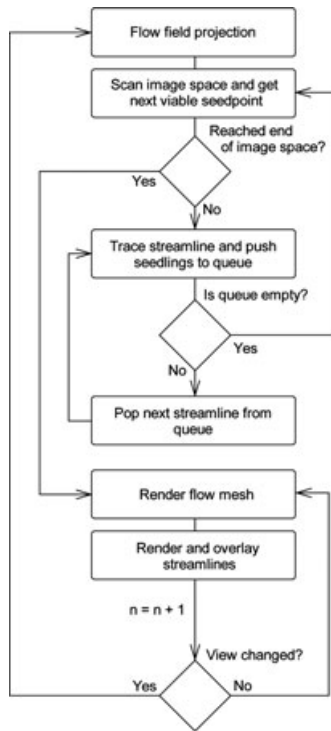 Flow field projection
Scan image space and get
next viable seedpoint
Reached end
of image space?
Yes
No
Trace streamline and push
seedlings to queue
Is queue empty?
Yes
No
Pop next streamline from
queue
Render flow mesh
Render and overlay
streamlines
n = n + 1
View changed?
Yes
No